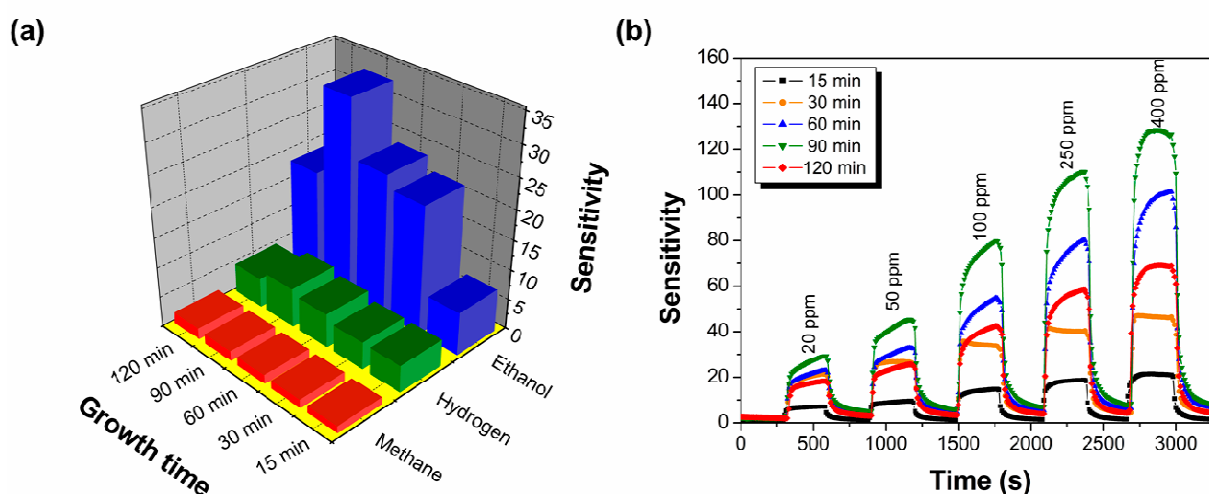 (a)
35
30
25
20
15
10
5
0
Sensitivity
Ethanol
Hydrogen
Methane
120 min
90 min
60 min
30 min
15 min
Growth time
(b)
160
140
120
100
80
60
40
20
0
Sensitivity
15 min
30 min
60 min
90 min
120 min
20 ppm
50 ppm
100 ppm
250 ppm
400 ppm
0 500 1000 1500 2000 2500 3000
Time (s)